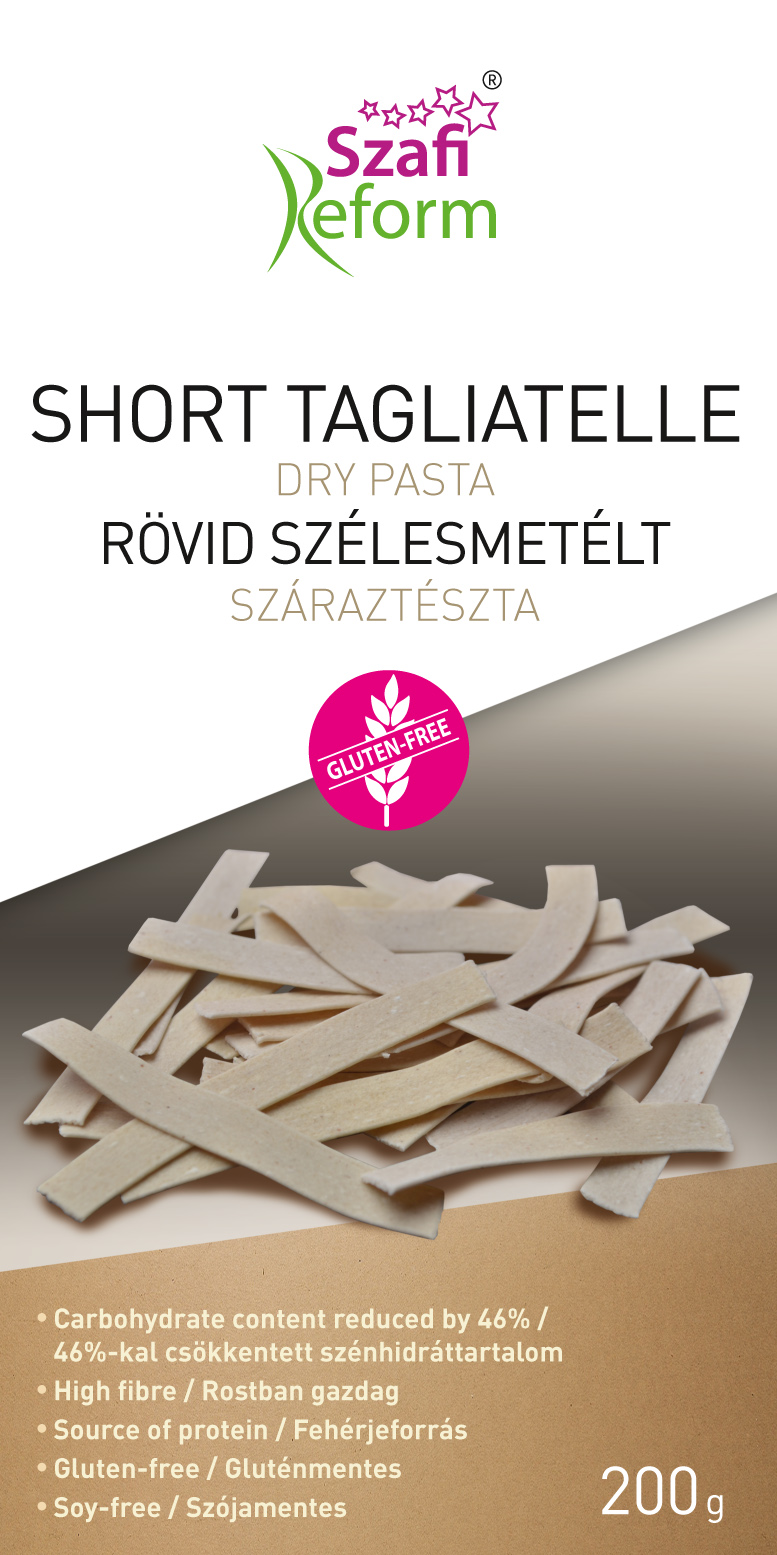 ®
Szafi
Reform
SHORT TAGLIATELLE
DRY PASTA
RÖVID SZÉLESMETÉLT
SZÁRAZTÉSZTA
GLUTEN-FREE
• Carbohydrate content reduced by 46% /
46%-kal csökkentett szénhidráttartalom
• High fibre / Rostban gazdag
• Source of protein / Fehérjeforrás
• Gluten-free / Gluténmentes
• Soy-free / Szójamentes
200 g